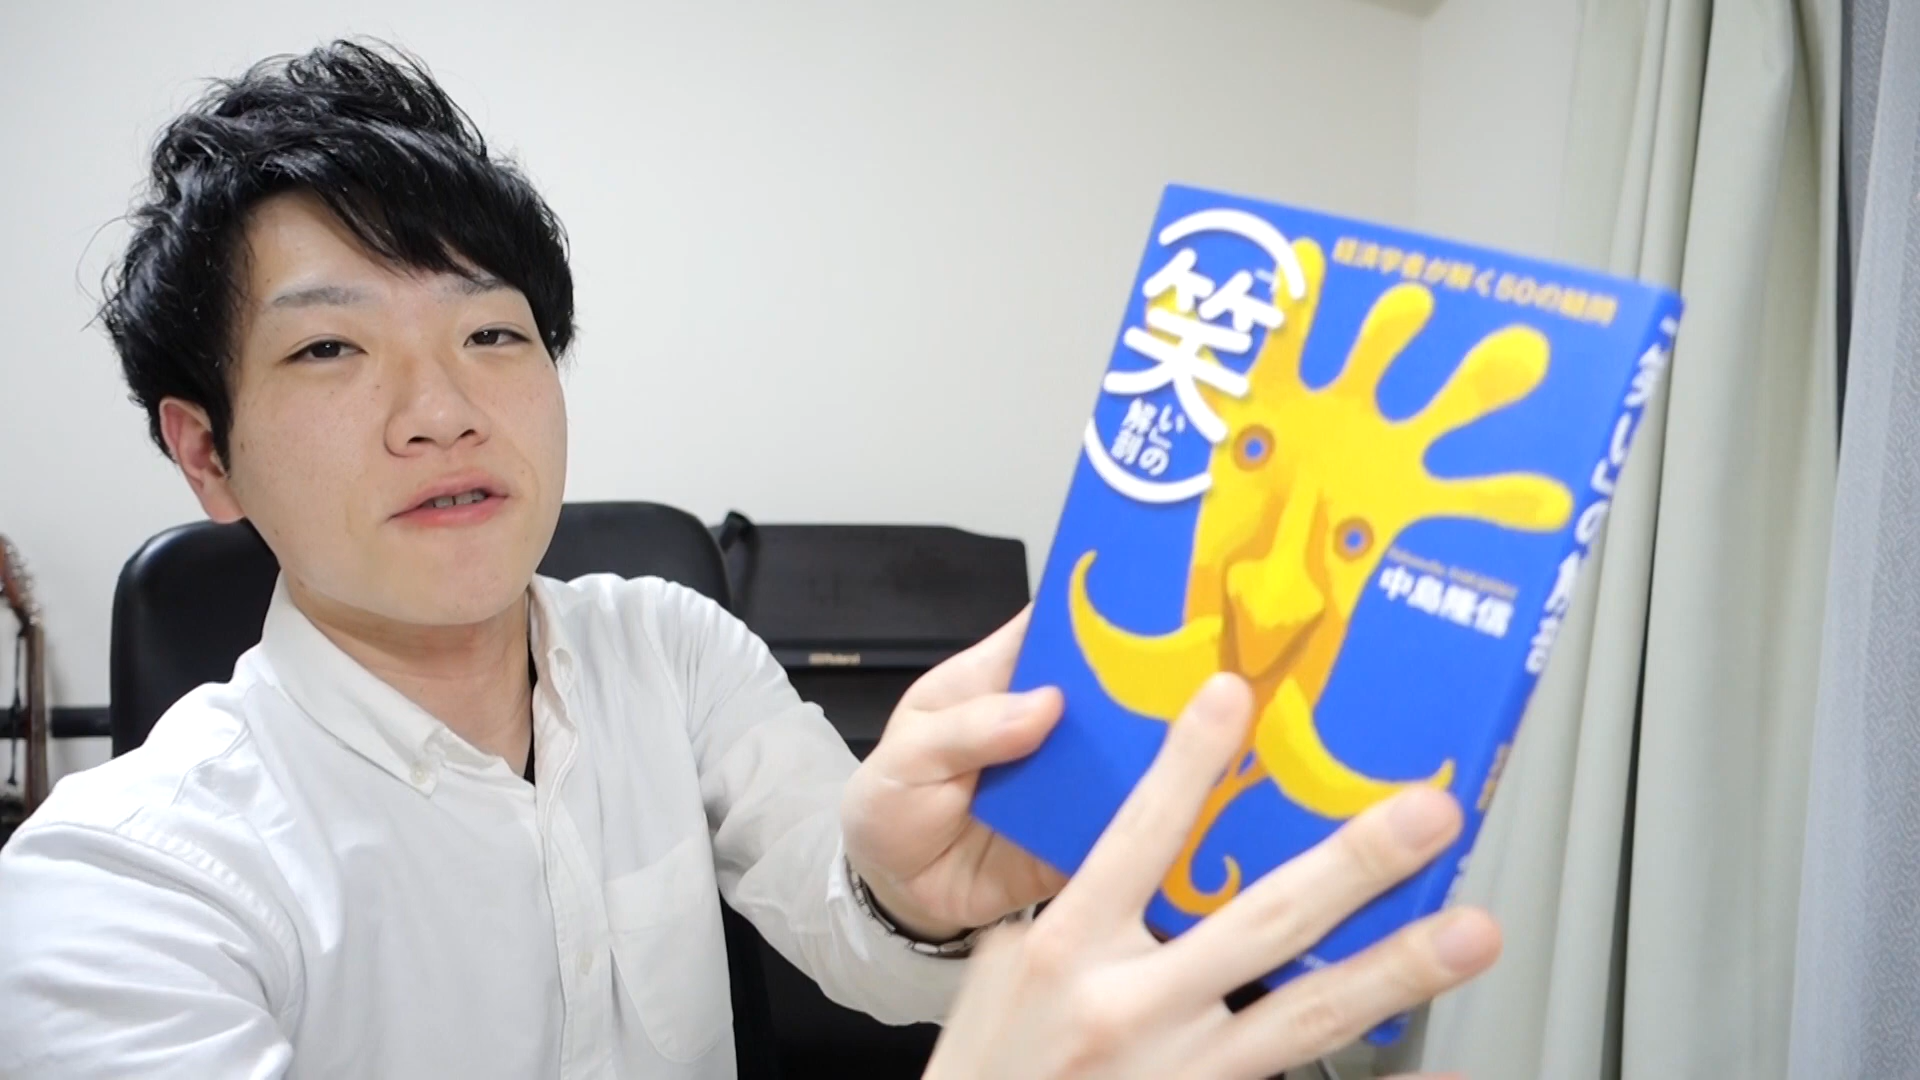 経済学者が解く50の疑問
「笑い」の解剖
中島隆信
「笑い」の解剖
Roland